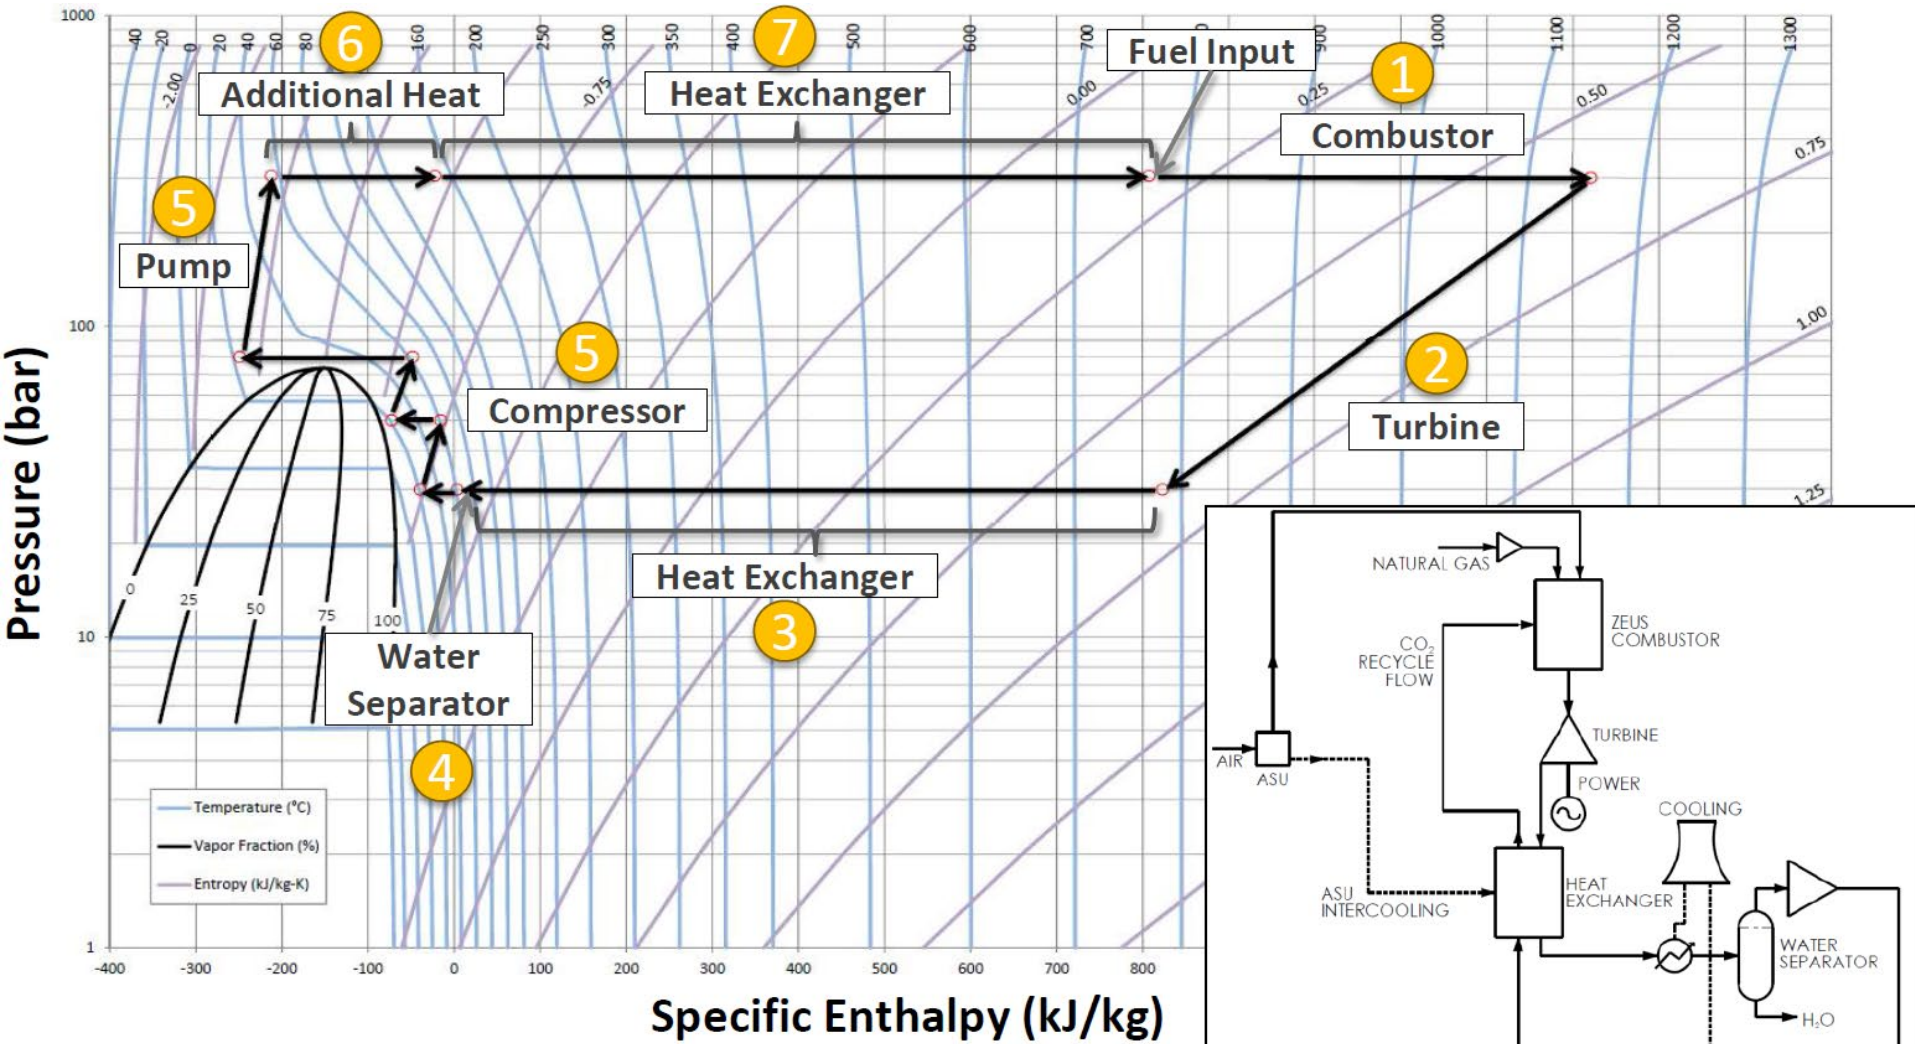 1000
-40
-20
0
20
40
60
80
160
200
250
300
350
400
500
600
700
900
1000
1100
1200
1300
6
7
1
Additional Heat
Heat Exchanger
Fuel Input
Combustor
-2.00
-0.75
0.00
0.25
0.50
0.75
1.00
1.25
5
Pump
100
5
Compressor
2
Turbine
Heat Exchanger
3
Water
Separator
4
0
25
50
75
100
10
1
Pressure (bar)
Temperature (°C)
Vapor Fraction (%)
Entropy (kJ/kg-K)
-400
-300
-200
-100
0
100
200
300
400
500
600
700
800
Specific Enthalpy (kJ/kg)
NATURAL GAS
ZEUS
COMBUSTOR
CO₂
RECYCLE
FLOW
TURBINE
AIR
ASU
POWER
COOLING
ASU
INTERCOOLING
HEAT
EXCHANGER
WATER
SEPARATOR
H₂O